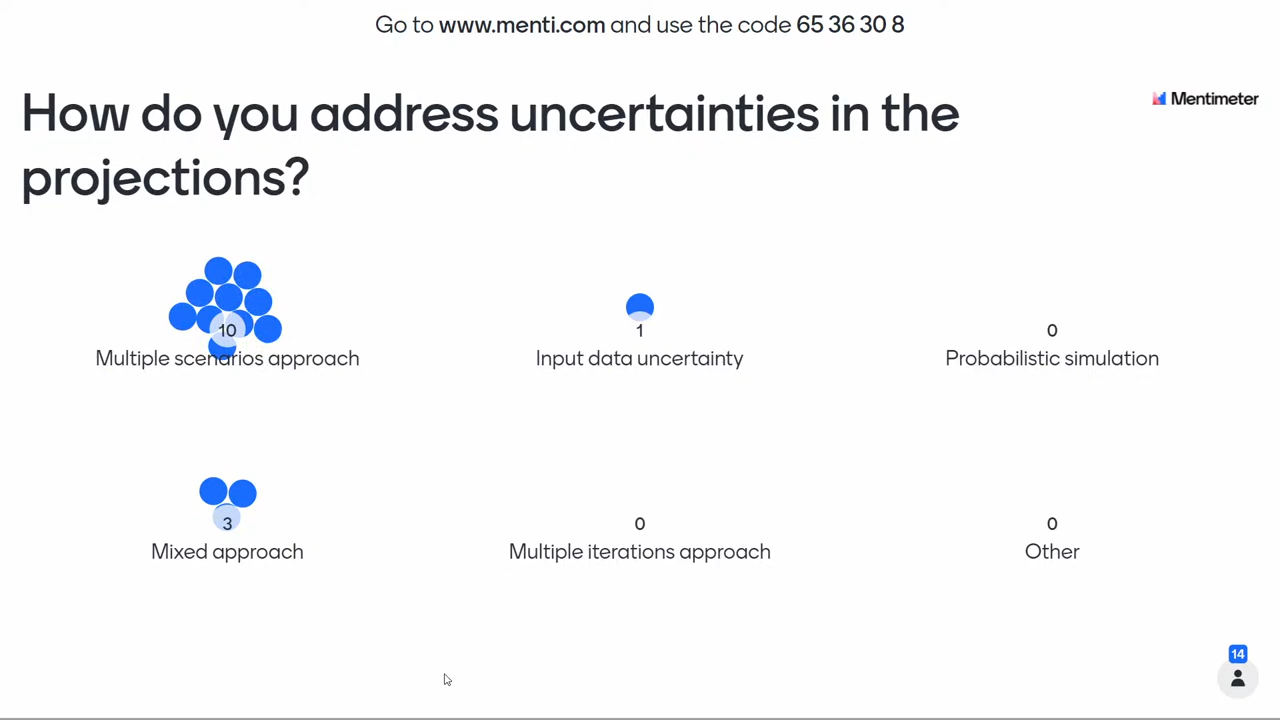 Go to www.menti.com and use the code 65 36 30 8
How do you address uncertainties in the
projections?
Mentimeter
10
Multiple scenarios approach
1
Input data uncertainty
0
Probabilistic simulation
3
Mixed approach
0
Multiple iterations approach
0
Other
14